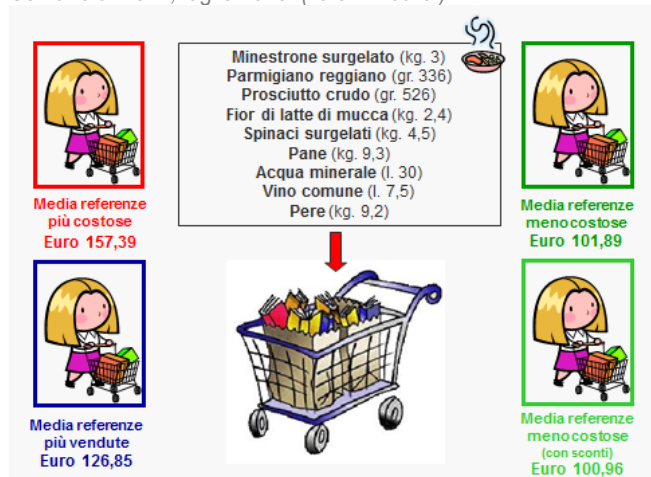 Minestrone surgelato (kg. 3)
Parmigiano reggiano (gr. 336)
Prosciutto crudo (gr. 526)
Fior di latte di mucca (kg. 2,4)
Spinaci surgelati (kg. 4,5)
Pane (kg. 9,3)
Acqua minerale (l. 30)
Vino comune (l. 7,5)
Pere (kg. 9,2)
Media referenze
più costose
Euro 157,39
Media referenze
menocostose
Euro 101,89
Media referenze
più vendute
Euro 126,85
Media referenze
menocostose
(con sconti)
Euro 100,96